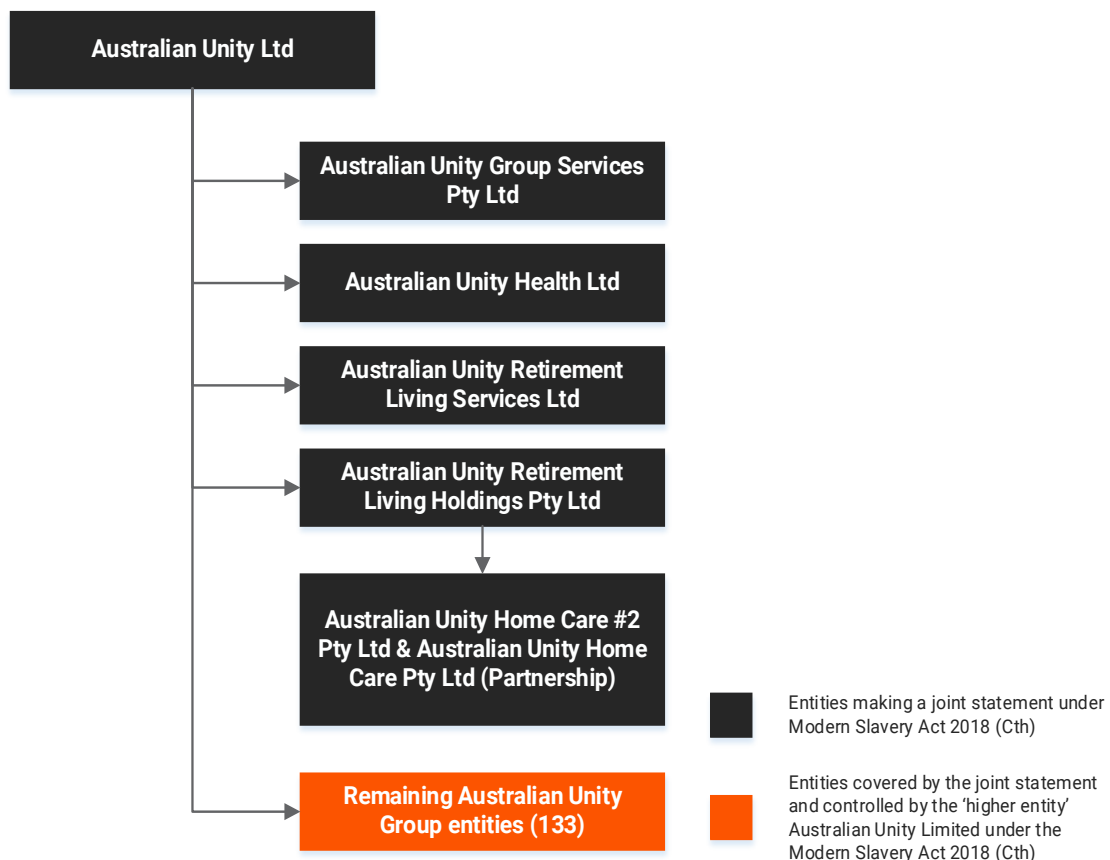 Australian Unity Ltd
Australian Unity Group Services
Pty Ltd
Australian Unity Health Ltd
Australian Unity Retirement
Living Services Ltd
Australian Unity Retirement
Living Holdings Pty Ltd
Australian Unity Home Care #2
Pty Ltd & Australian Unity Home
Care Pty Ltd (Partnership)
Remaining Australian Unity
Group entities (133)
Entities making a joint statement under
Modern Slavery Act 2018 (Cth)
Entities covered by the joint statement
and controlled by the ‘higher entity’
Australian Unity Limited under the
Modern Slavery Act 2018 (Cth)